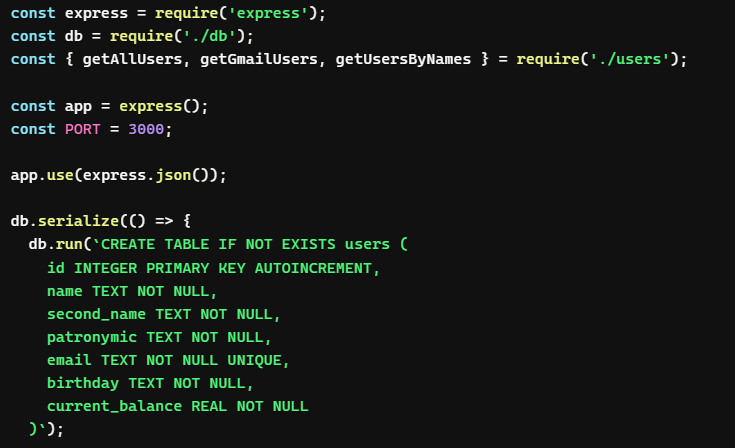 const express = require('express');
const db = require('./db');
const { getAllUsers, getGmailUsers, getUsersByNames } = require('./users');

const app = express();
const PORT = 3000;

app.use(express.json());

db.serialize(() => {
  db.run(`CREATE TABLE IF NOT EXISTS users (
    id INTEGER PRIMARY KEY AUTOINCREMENT,
    name TEXT NOT NULL,
    second_name TEXT NOT NULL,
    patronymic TEXT NOT NULL,
    email TEXT NOT NULL UNIQUE,
    birthday TEXT NOT NULL,
    current_balance REAL NOT NULL
  )`);